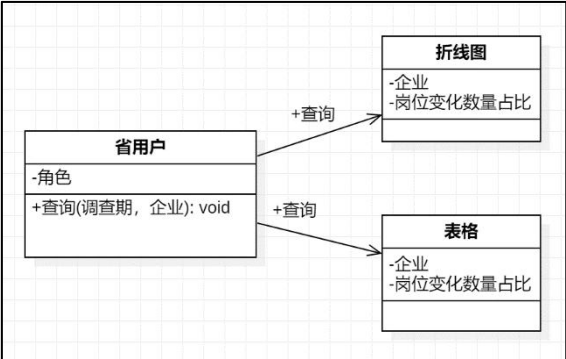 折线图
-企业
-岗位变化数量占比
+查询
省用户
-角色
+查询(调查期，企业): void
+查询
表格
-企业
-岗位变化数量占比